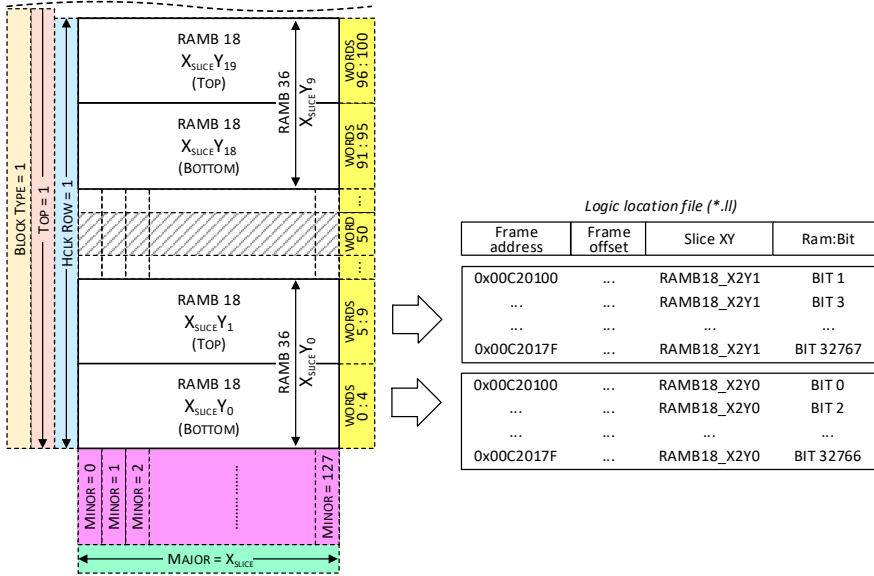 BLOCK TYPE = 1
TOP = 1
HCLK ROW = 1
RAMB 18
XSLICEY19
(TOP)
RAMB 18
XSLICEY18
(BOTTOM)
RAMB 36
XSLICEY9
WORDS
96 : 100
WORDS
91 : 95
...
WORD
50
...
RAMB 18
XSLICEY1
(TOP)
RAMB 18
XSLICEY0
(BOTTOM)
RAMB 36
XSLICEY0
WORDS
5 : 9
WORDS
0 : 4
MINOR = 0
MINOR = 1
MINOR = 2
.................
MINOR = 127
MAJOR = XSLICE
Logic location file (*.ll)
Frame address Frame offset Slice XY Ram:Bit
0x00C20100 ... RAMB18_X2Y1 BIT 1
... ... RAMB18_X2Y1 BIT 3
... ... ... ...
0x00C2017F ... RAMB18_X2Y1 BIT 32767
0x00C20100 ... RAMB18_X2Y0 BIT 0
... ... RAMB18_X2Y0 BIT 2
... ... ... ...
0x00C2017F ... RAMB18_X2Y0 BIT 32766